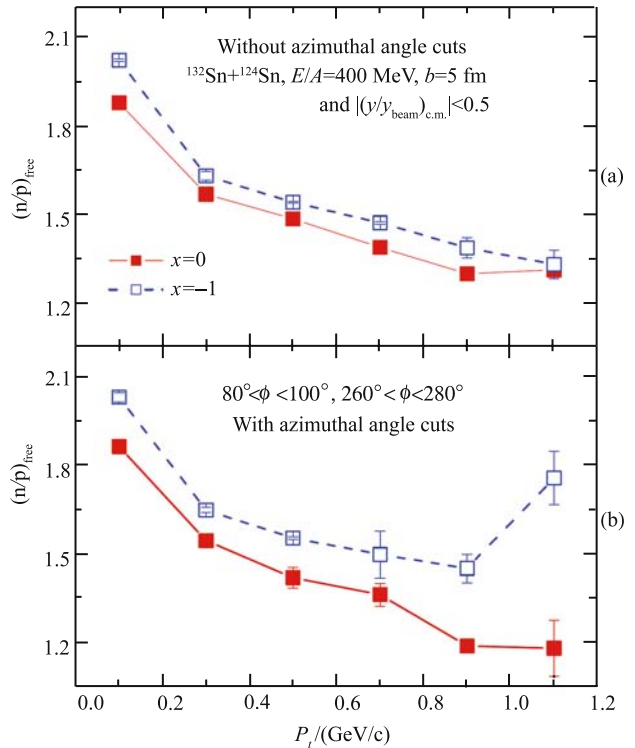 Without azimuthal angle cuts
¹³²Sn+¹²⁴Sn, E/A=400 MeV, b=5 fm
and |(y/y_beam)_c.m.|<0.5
(n/p)_free
2.1
1.8
1.5
1.2
x=0
x=−1
(a)
80°<ϕ <100°, 260°< ϕ<280°
With azimuthal angle cuts
(n/p)_free
2.1
1.8
1.5
1.2
(b)
0.0 0.2 0.4 0.6 0.8 1.0 1.2
P_t/(GeV/c)